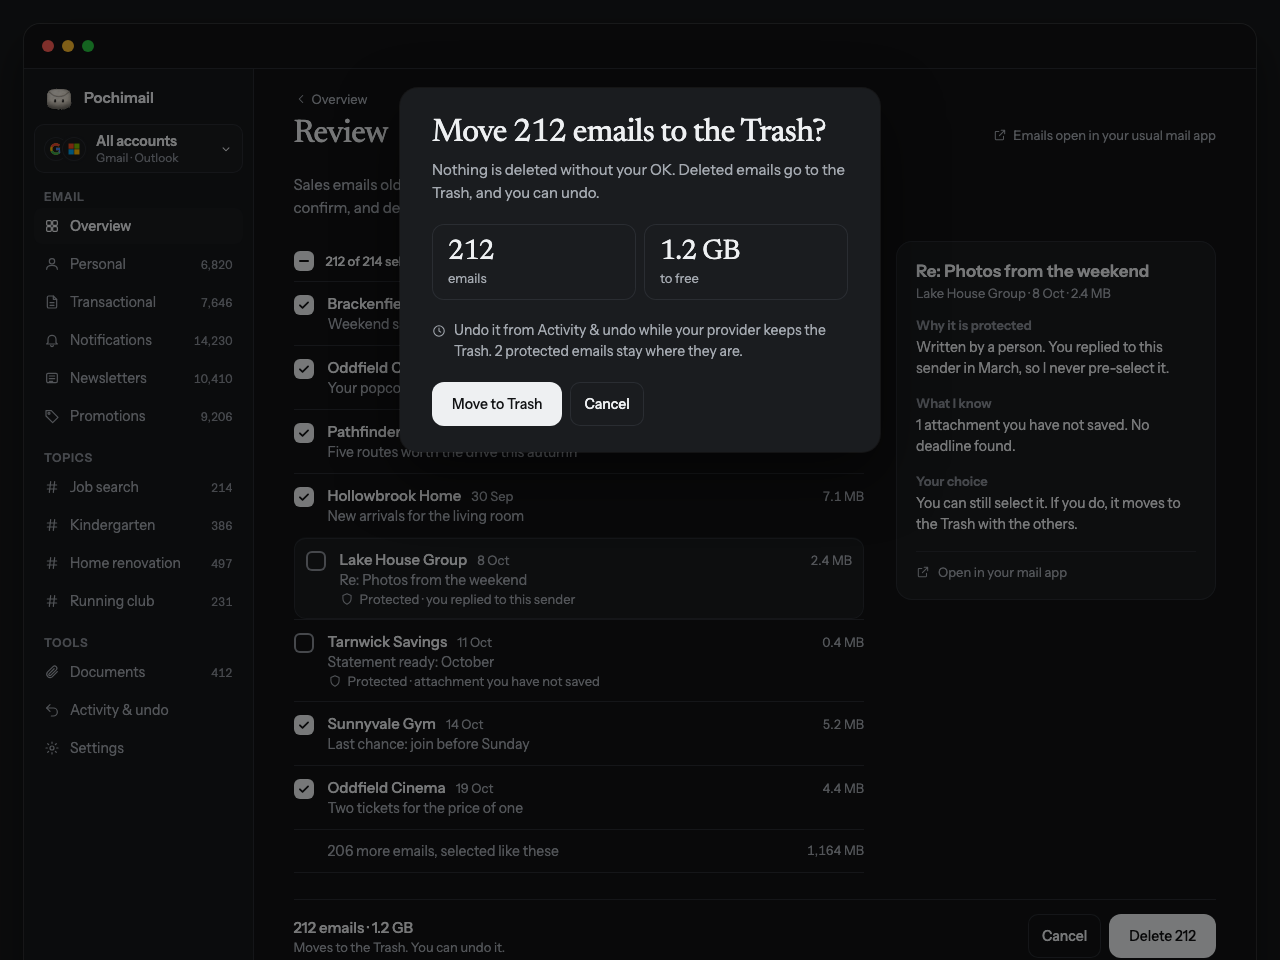 Pochimail
All accounts
Gmail · Outlook
EMAIL
Overview
Personal 6,820
Transactional 7,646
Notifications 14,230
Newsletters 10,410
Promotions 9,206
TOPICS
Job search 214
Kindergarten 386
Home renovation 497
Running club 231
TOOLS
Documents 412
Activity & undo
Settings
Overview
Review
Emails open in your usual mail app
Sales emails
confirm, and
212 of 214
Weekend
Oddfield
Your
Pathfinder
Five routes worth the drive this autumn
Hollowbrook Home 30 Sep 7.1 MB
New arrivals for the living room
Lake House Group 8 Oct 2.4 MB
Re: Photos from the weekend
Protected · you replied to this sender
Tarnwick Savings 11 Oct 0.4 MB
Statement ready: October
Protected · attachment you have not saved
Sunnyvale Gym 14 Oct 5.2 MB
Last chance: join before Sunday
Oddfield Cinema 19 Oct 4.4 MB
Two tickets for the price of one
206 more emails, selected like these 1,164 MB
212 emails · 1.2 GB
Moves to the Trash. You can undo it.
Cancel
Delete 212
Move 212 emails to the Trash?
Nothing is deleted without your OK. Deleted emails go to the
Trash, and you can undo.
212
emails
1.2 GB
to free
Undo it from Activity & undo while your provider keeps the
Trash. 2 protected emails stay where they are.
Move to Trash
Cancel
Re: Photos from the weekend
Lake House Group · 8 Oct · 2.4 MB
Why it is protected
Written by a person. You replied to this
sender in March, so I never pre-select it.
What I know
1 attachment you have not saved. No
deadline found.
Your choice
You can still select it. If you do, it moves to
the Trash with the others.
Open in your mail app